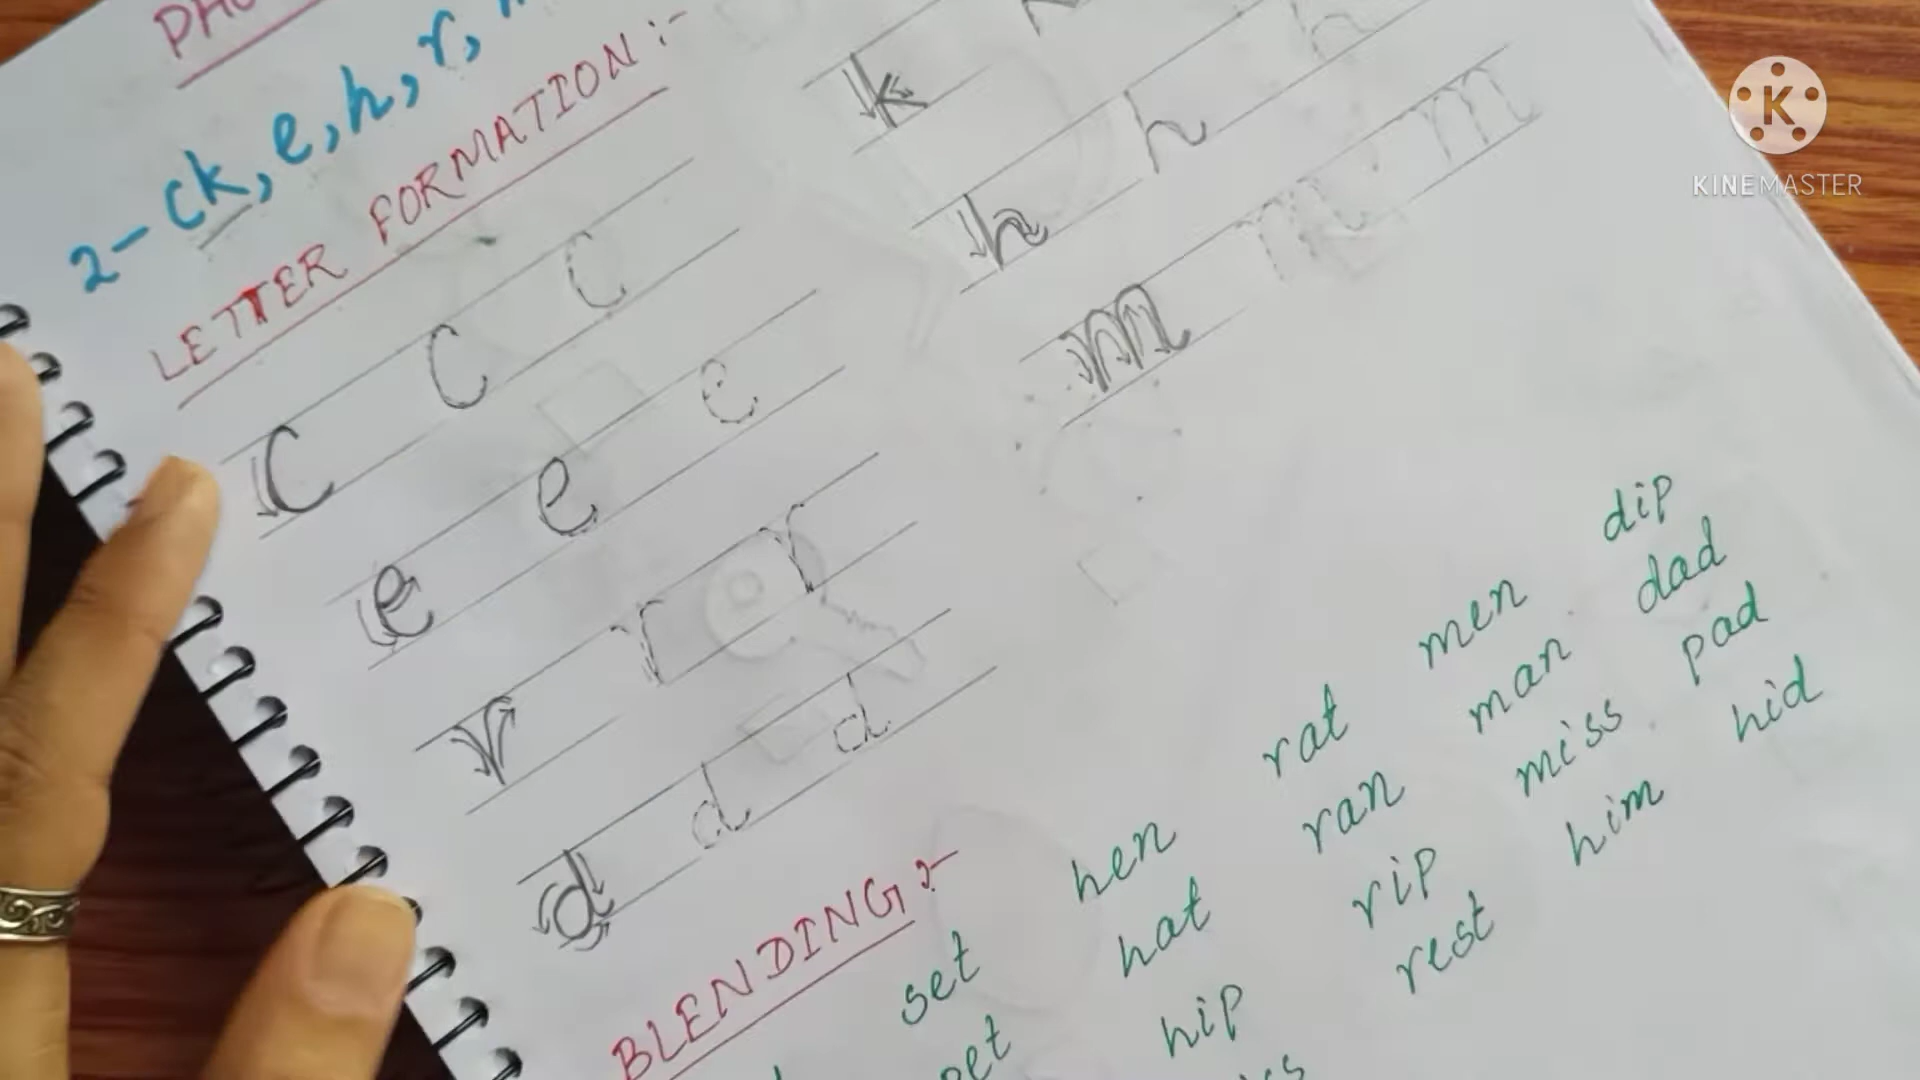 2 - ck, e, h, r,
LETTER FORMATION :-
c c c
e e e
r r r
d d d
k
h h h
m m m
BLENDING :-
set hen rat men dip
hat ran man dad
hip rip miss pad
rest him hid
KINEMASTER